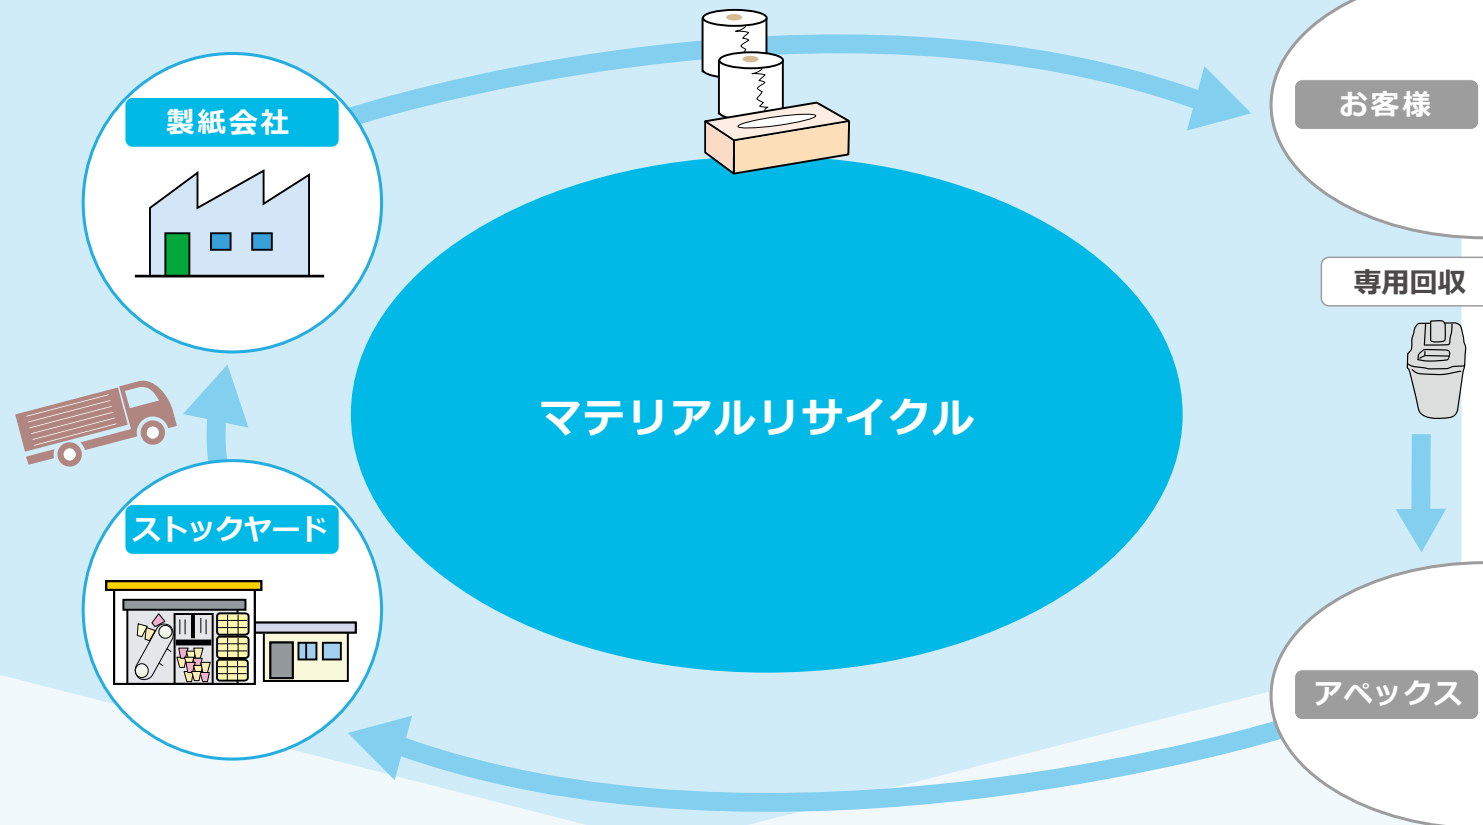 製紙会社
お客様
専用回収
マテリアルリサイクル
ストックヤード
アペックス